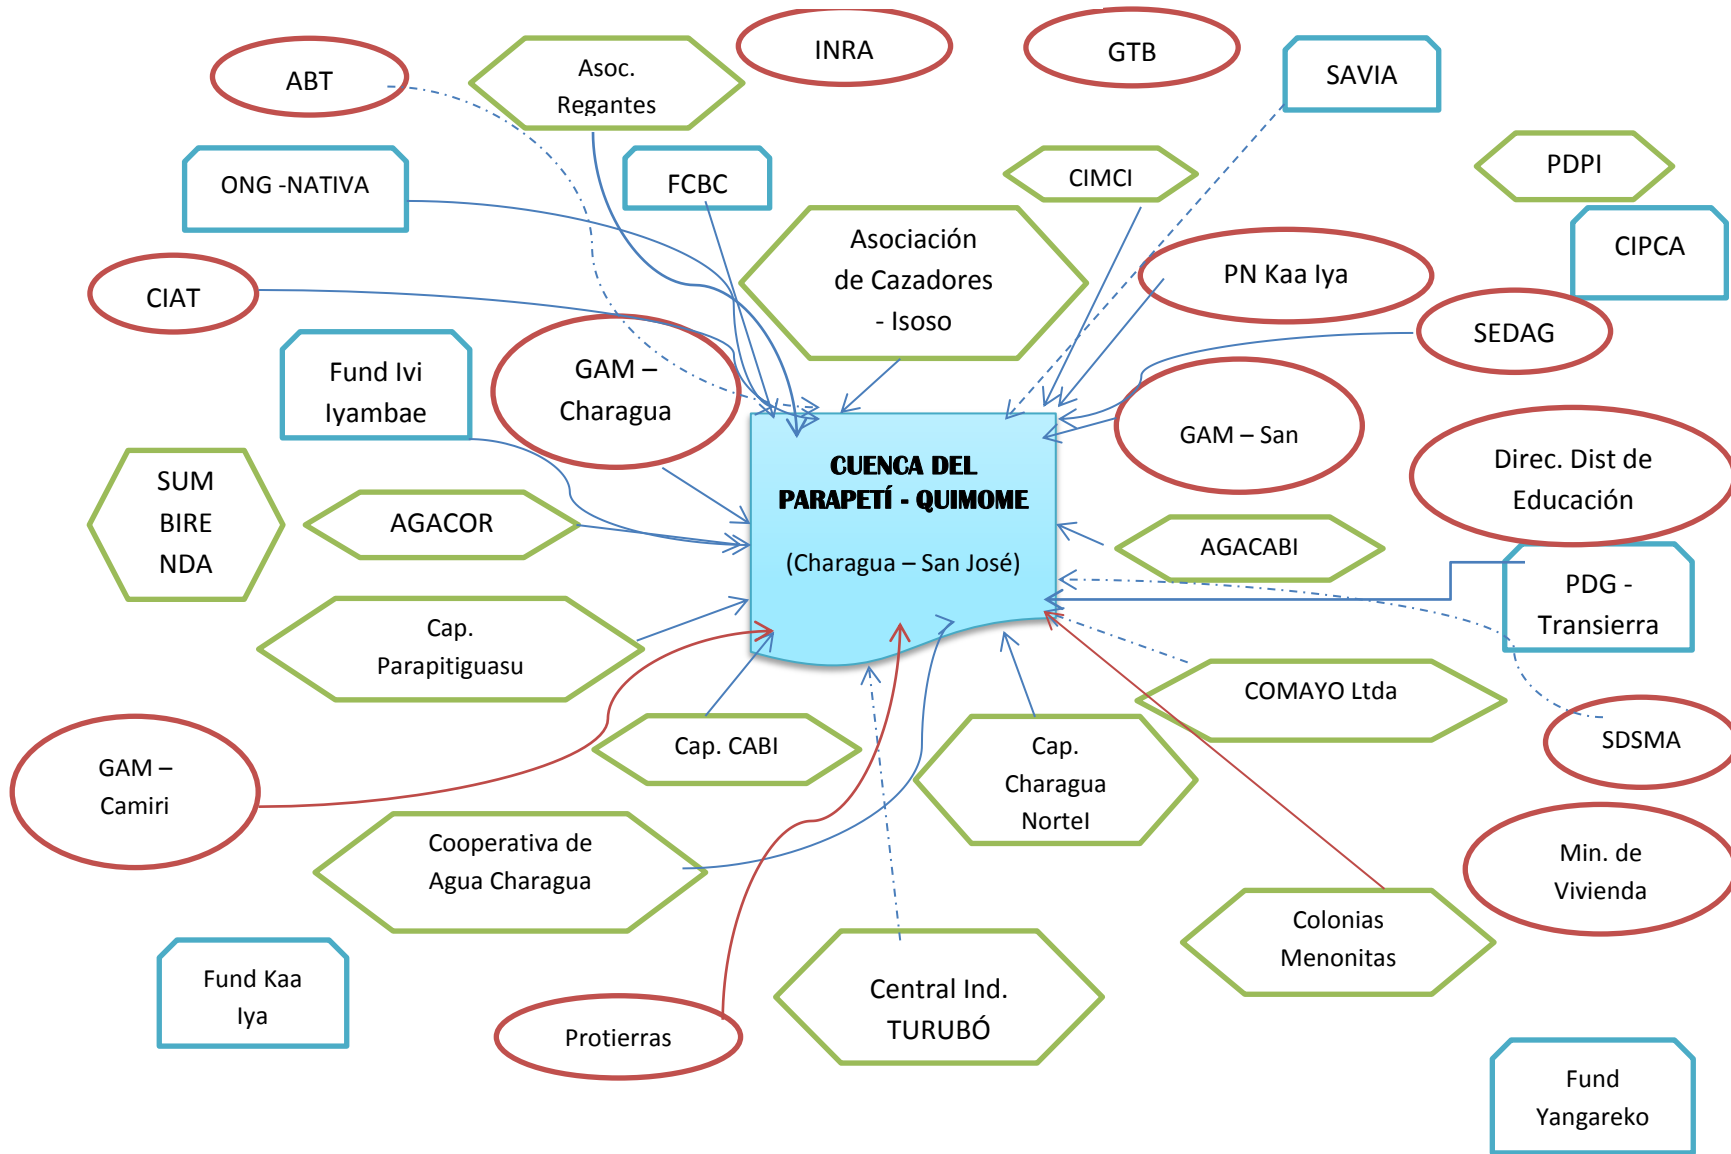 ABT
Asoc.
Regantes
INRA
GTB
SAVIA
ONG -NATIVA
FCBC
CIMCI
PDPI
CIAT
Asociación
de Cazadores
- Isoso
PN Kaa Iya
CIPCA
SEDAG
Fund Ivi
Iyambae
GAM –
Charagua
GAM – San
Direc. Dist de
Educación
SUM
BIRE
NDA
AGACOR
CUENCA DEL
PARAPETÍ - QUIMOME
(Charagua – San José)
AGACABI
PDG -
Transierra
Cap.
Parapitiguasu
COMAYO Ltda
GAM –
Camiri
Cap. CABI
Cap.
Charagua
Nortel
SDSMA
Cooperativa de
Agua Charagua
Min. de
Vivienda
Colonias
Menonitas
Fund Kaa
Iya
Protierras
Central Ind.
TURUBÓ
Fund
Yangareko